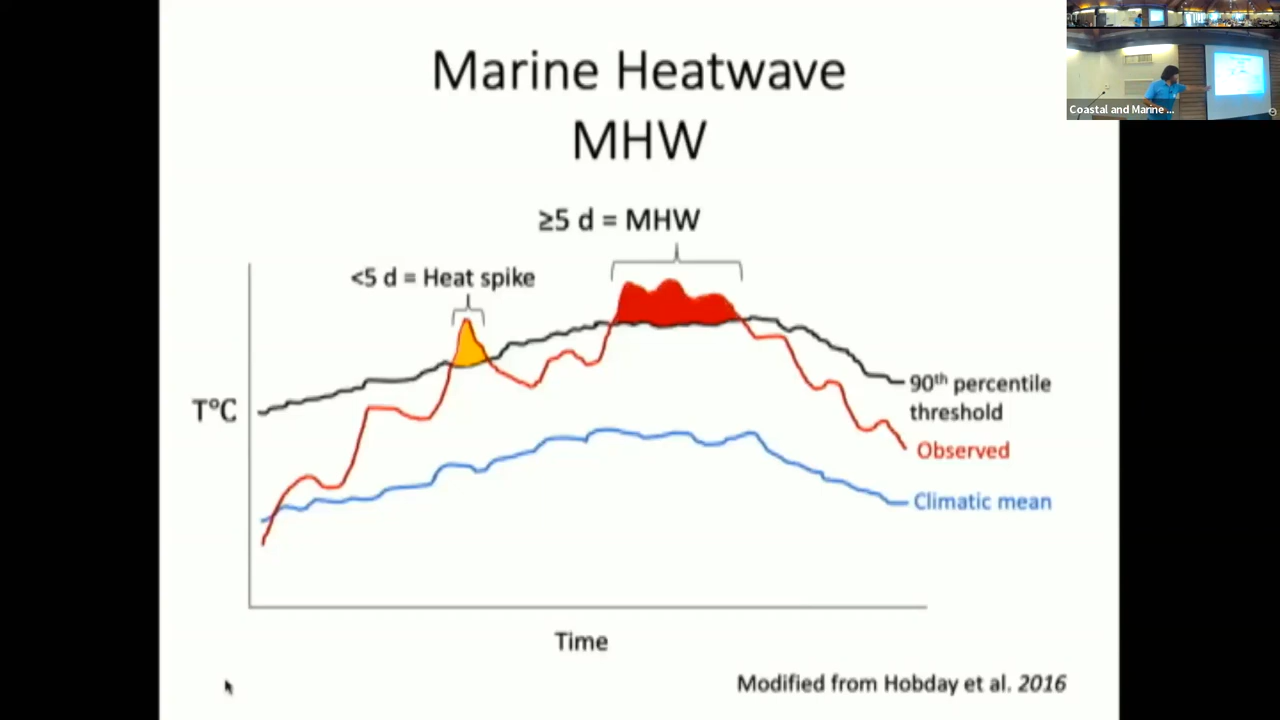 Marine Heatwave
MHW
≥5 d = MHW
<5 d = Heat spike
T°C
90th percentile
threshold
Observed
Climatic mean
Time
Modified from Hobday et al. 2016
Coastal and Marine ...